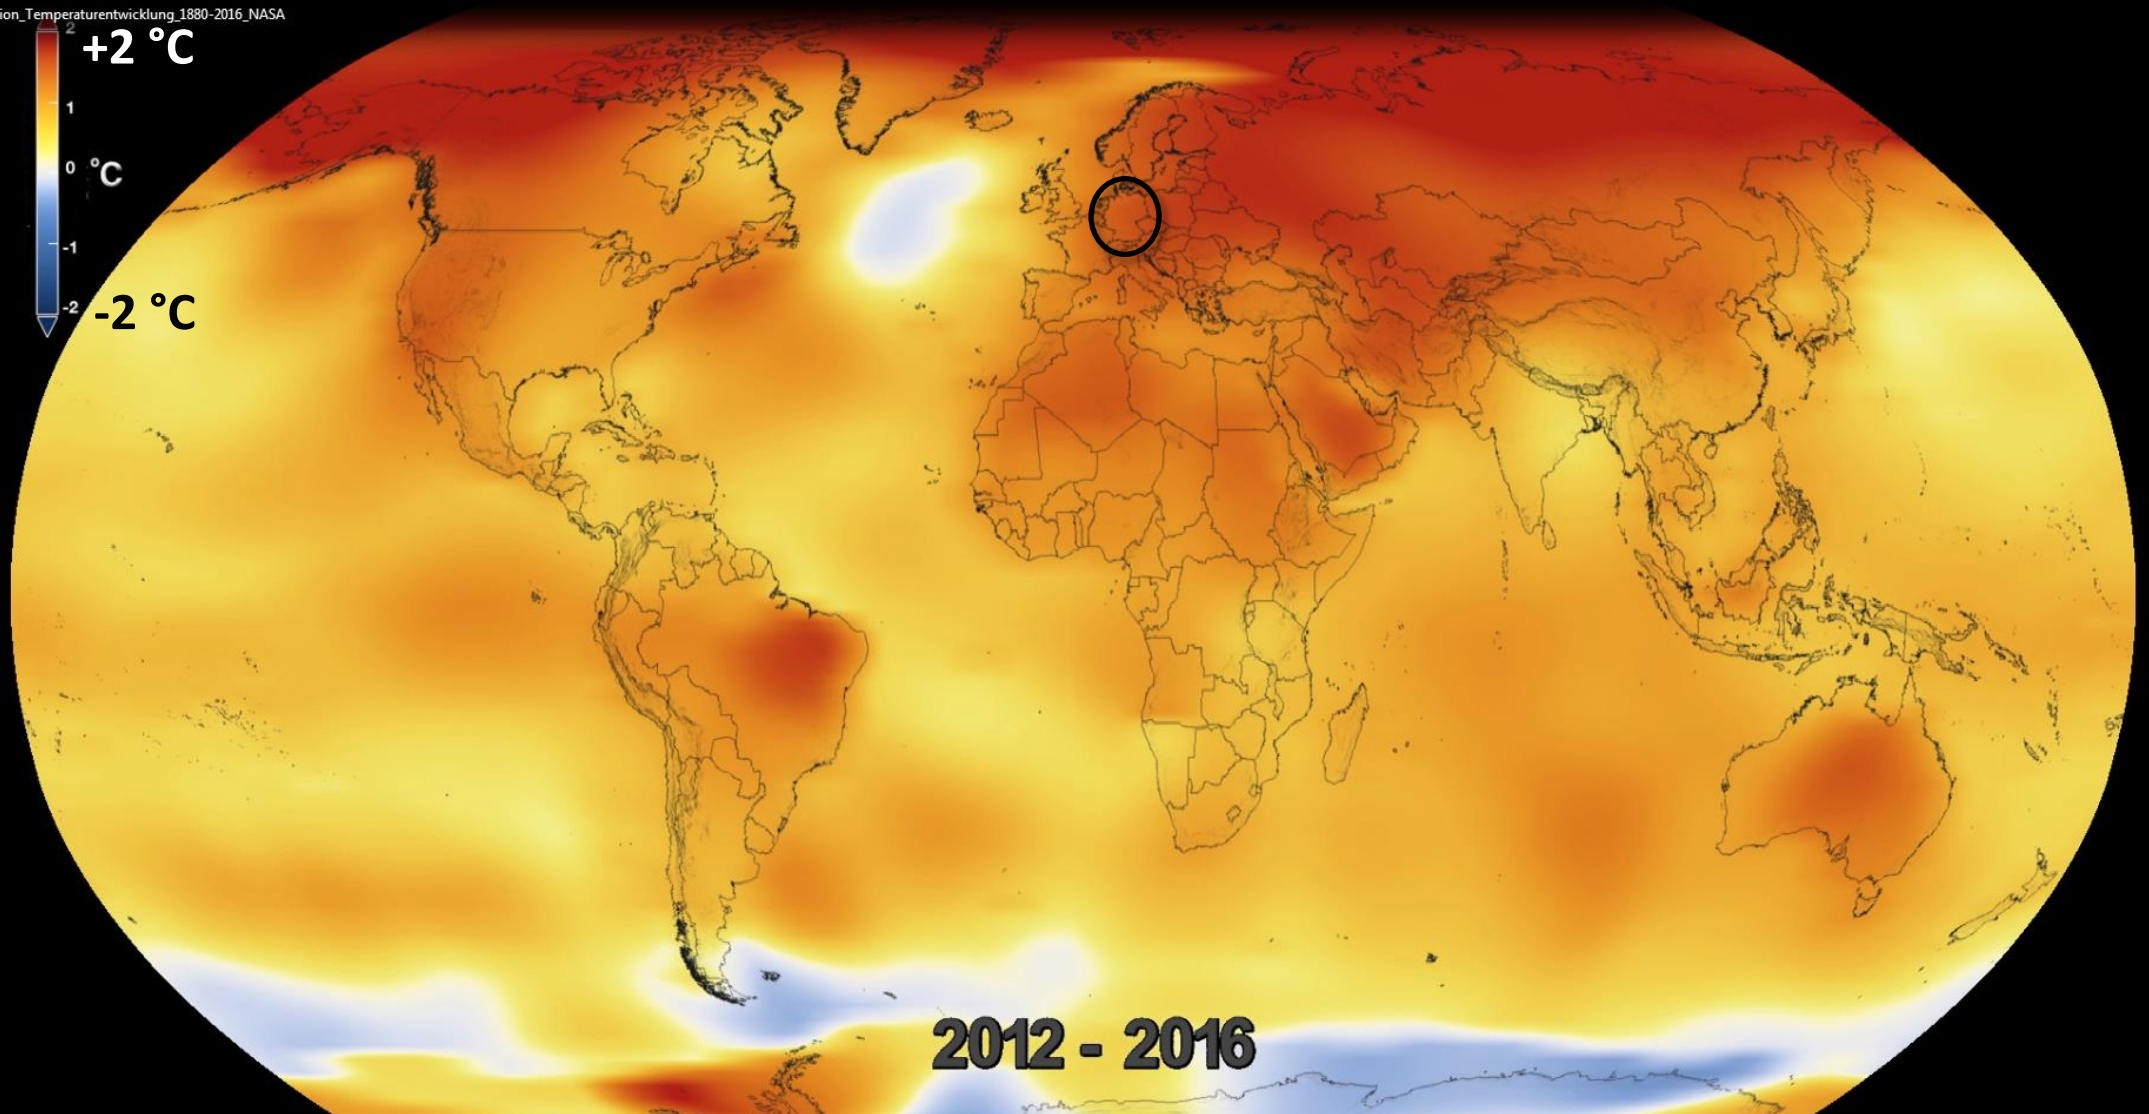 ion_Temperaturentwicklung_1880-2016_NASA
2
+2 °C
1
0 °C
-1
-2
-2 °C
2012 - 2016